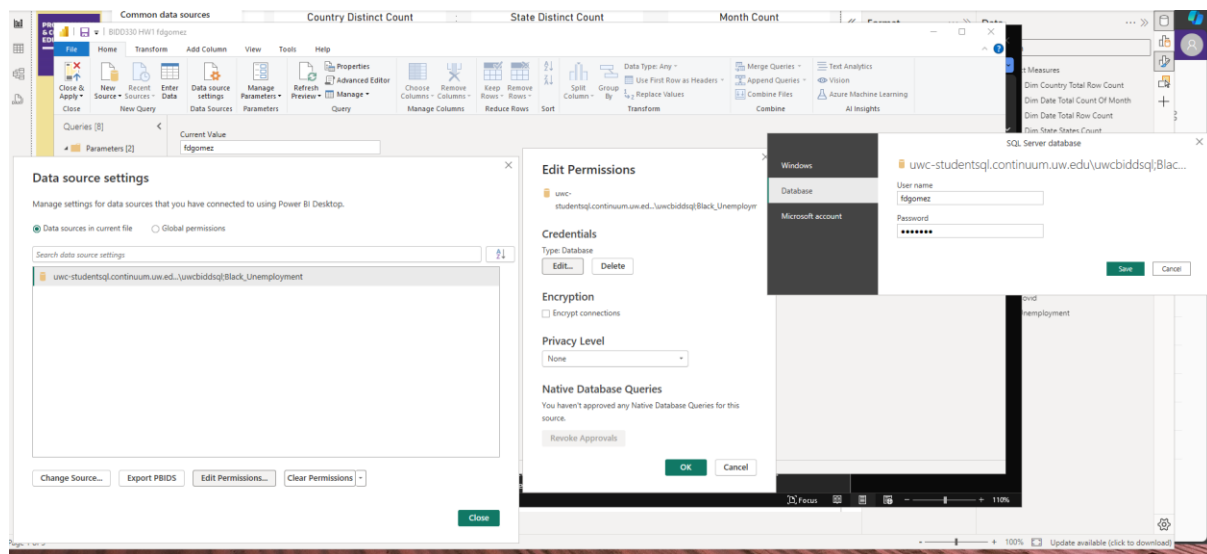 Common data sources
Country Distinct Count
State Distinct Count
Month Count
Format
Data
BIDD330 HW1 fdgomez
File Home Transform Add Column View Tools Help
Close & Apply
New Source
Recent Sources
Enter Data
Data source settings
Manage Parameters
Refresh Preview
Properties
Advanced Editor
Manage
Choose Columns
Remove Columns
Keep Rows
Remove Rows
Split Column
Group By
Data Type: Any
Use First Row as Headers
Replace Values
Merge Queries
Append Queries
Combine Files
Text Analytics
Vision
Azure Machine Learning
Close New Query Data Sources Parameters Query Manage Columns Reduce Rows Sort Transform Combine AI Insights
Queries [8]
Parameters [2]
Current Value
fdgomez
t Measures
Dim Country Total Row Count
Dim Date Total Count Of Month
Dim Date Total Row Count
Dim State States Count
Data source settings
Manage settings for data sources that you have connected to using Power BI Desktop.
Data sources in current file Global permissions
Search data source settings
uwc-studentsql.continuum.uw.ed...\uwcbiddsql;Black_Unemployment
Change Source... Export PBIDS Edit Permissions... Clear Permissions
Close
Edit Permissions
uwc-
studentsql.continuum.uw.ed...\uwcbiddsql;Black_Unemployer
Credentials
Type: Database
Edit... Delete
Encryption
Encrypt connections
Privacy Level
None
Native Database Queries
You haven't approved any Native Database Queries for this
source.
Revoke Approvals
OK Cancel
SQL Server database
Windows
Database
Microsoft account
uwc-studentsql.continuum.uw.edu\uwcbiddsql;Blac...
User name
fdgomez
Password
•••••••
Save Cancel
ovid
nemployment
Focus
110%
100% Update available (click to download)